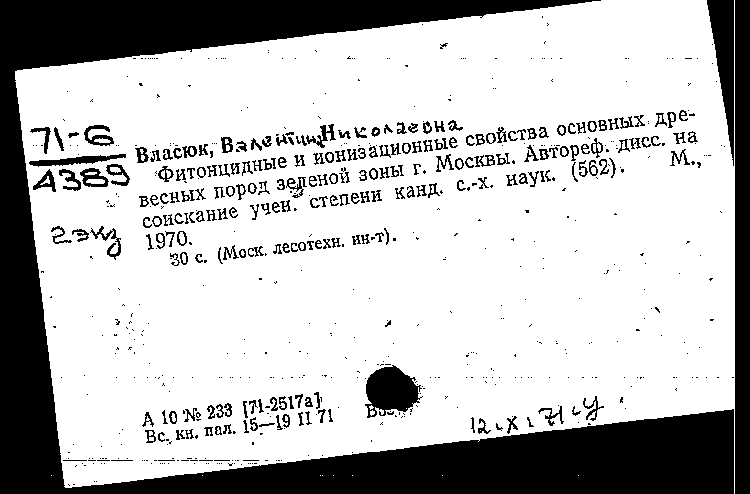 71-6
4389
2 экз
Власюк, Валентина Николаевна
Фитонцидные и ионизационные свойства основных дре-
весных пород зеленой зоны г. Москвы. Автореф. дисс. на
соискание учен. степени канд. с.-х. наук. (562). М.,
1970.
30 с. (Моск. лесотехн. ин-т).
А 10 № 233 [71-2517а]
Вс. кн. пал. 15—19 II 71
12.X.71.У